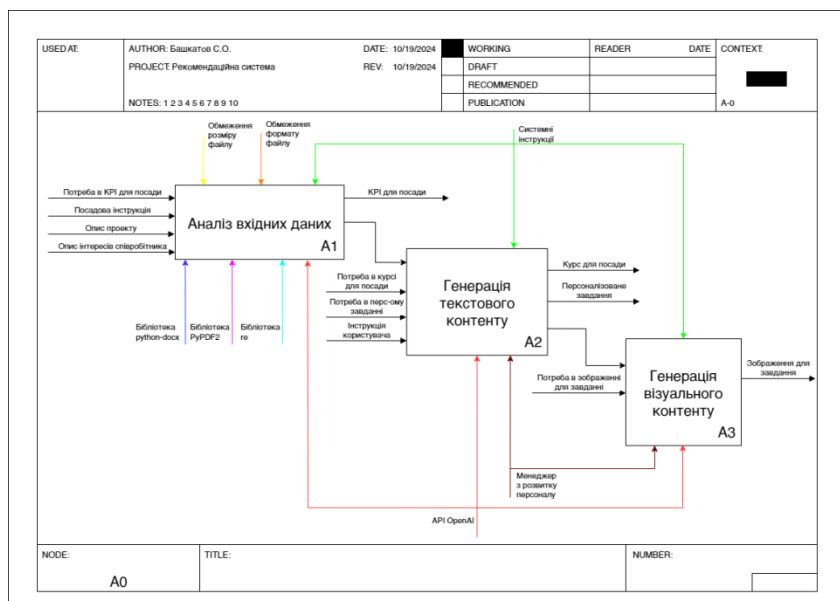 USED AT:
AUTHOR: Башкатов С.О.
DATE: 10/19/2024
WORKING
READER
DATE
CONTEXT:
PROJECT: Рекомендаційна система
REV: 10/19/2024
DRAFT
RECOMMENDED
NOTES: 1 2 3 4 5 6 7 8 9 10
PUBLICATION
A-0
Обмеження
розміру
файлу
Обмеження
формату
файлу
Системні
інструкції
Потреба в KPI для посади
Посадова інструкція
Опис проекту
Опис інтересів співробітника
Аналіз вхідних даних
A1
KPI для посади
Потреба в курсі
для посади
Потреба в перс-ому
завданні
Інструкція
користувача
Генерація
текстового
контенту
A2
Курс для посади
Персоналізоване
завдання
Бібліотека
python-docx
Бібліотека
PyPDF2
Бібліотека
re
Потреба в зображенні
для завданні
Генерація
візуального
контенту
A3
Зображення для
завдання
Менеджер
з розвитку
персоналу
API OpenAI
NODE:
A0
TITLE:
NUMBER: